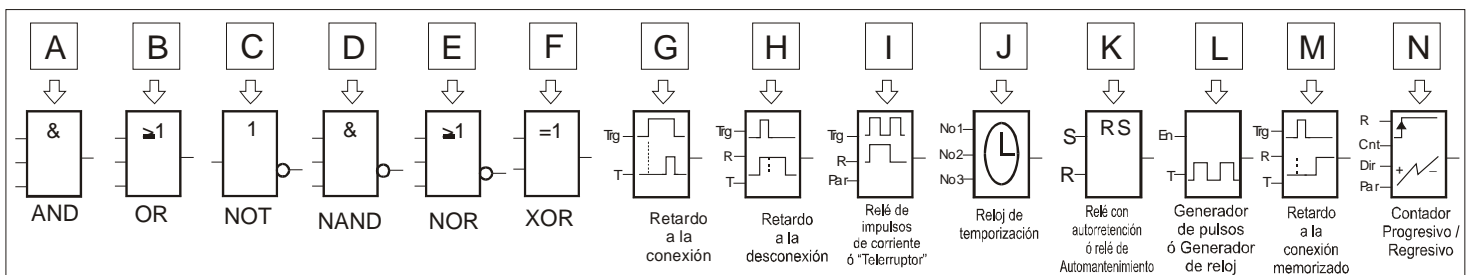 A B C D E F G H I J K L M N
& ≥1 1 & ≥1 =1
Trg
T
Trg
R
T
Trg
R
Par
No1
No2
No3
S
R
RS
En
T
Trg
R
T
R
Cnt
Dir
Par
+ –
AND
OR
NOT
NAND
NOR
XOR
Retardo
a la
conexión
Retardo
a la
desconexión
Relé de
impulsos
de corriente
ó "Telerruptor"
Reloj de
temporización
Relé con
autorretención
ó relé de
Automantenimiento
Generador
de pulsos
ó Generador
de reloj
Retardo
a la
conexión
memorizado
Contador
Progresivo /
Regresivo